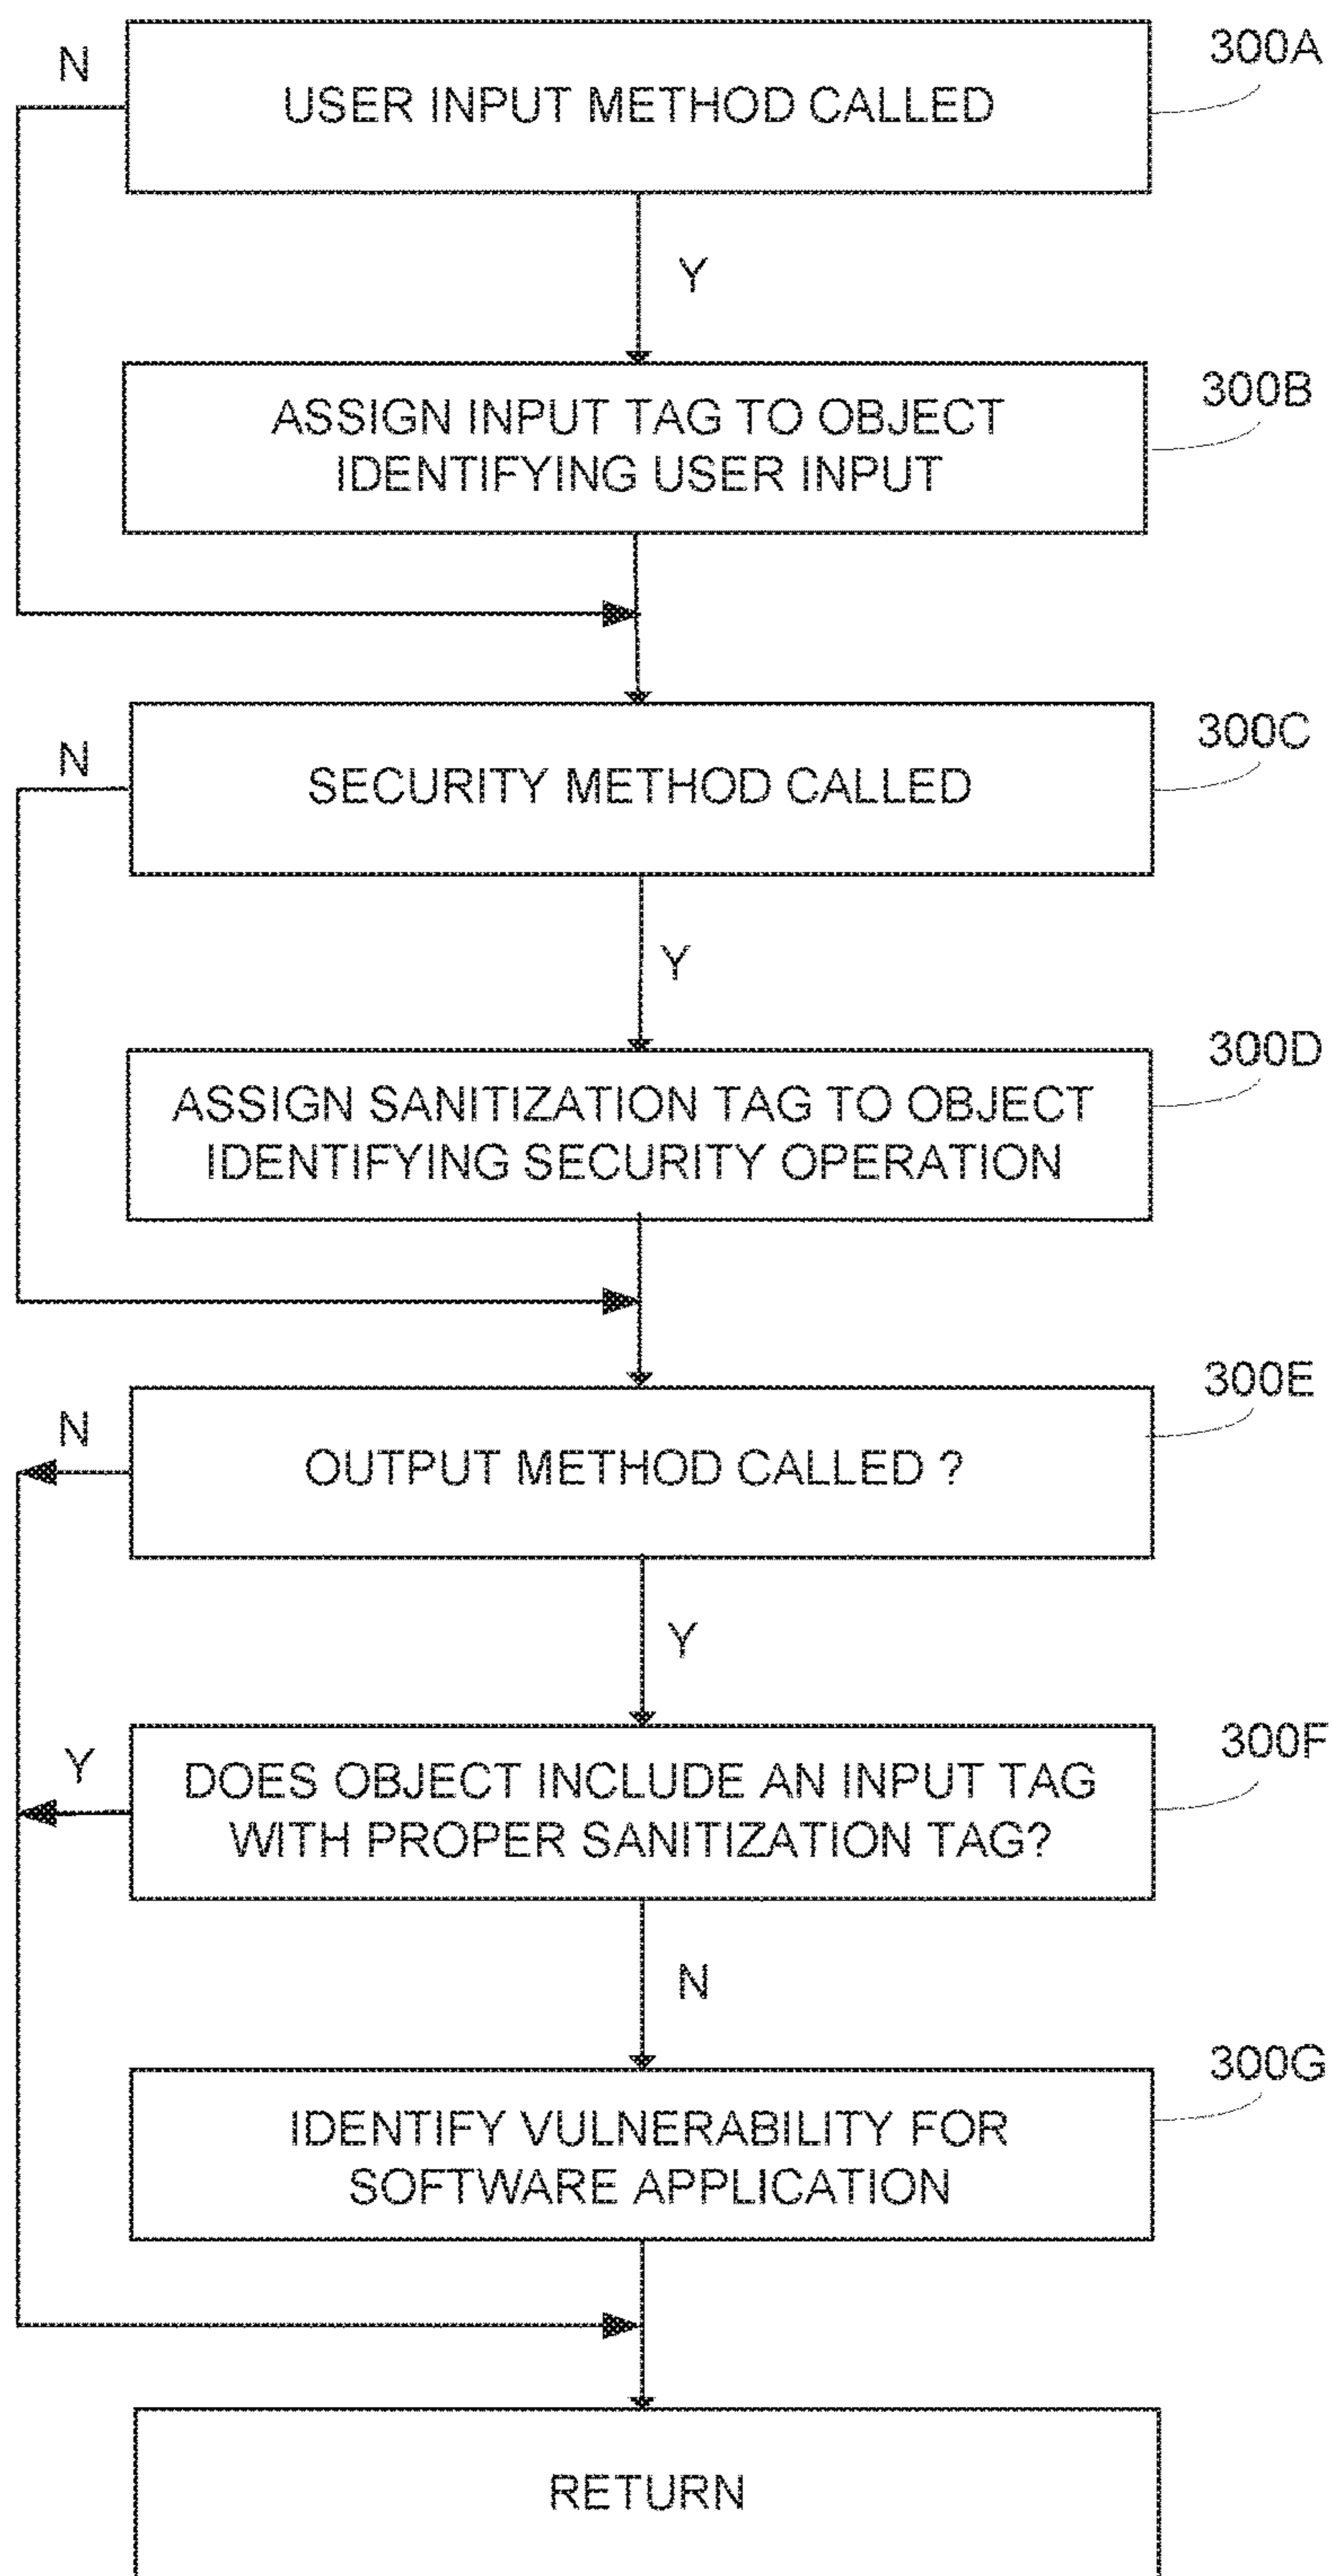 300A
N
USER INPUT METHOD CALLED
Y
300B
ASSIGN INPUT TAG TO OBJECT
IDENTIFYING USER INPUT
300C
N
SECURITY METHOD CALLED
Y
300D
ASSIGN SANITIZATION TAG TO OBJECT
IDENTIFYING SECURITY OPERATION
300E
N
OUTPUT METHOD CALLED ?
Y
300F
Y
DOES OBJECT INCLUDE AN INPUT TAG
WITH PROPER SANITIZATION TAG?
N
300G
IDENTIFY VULNERABILITY FOR
SOFTWARE APPLICATION
RETURN